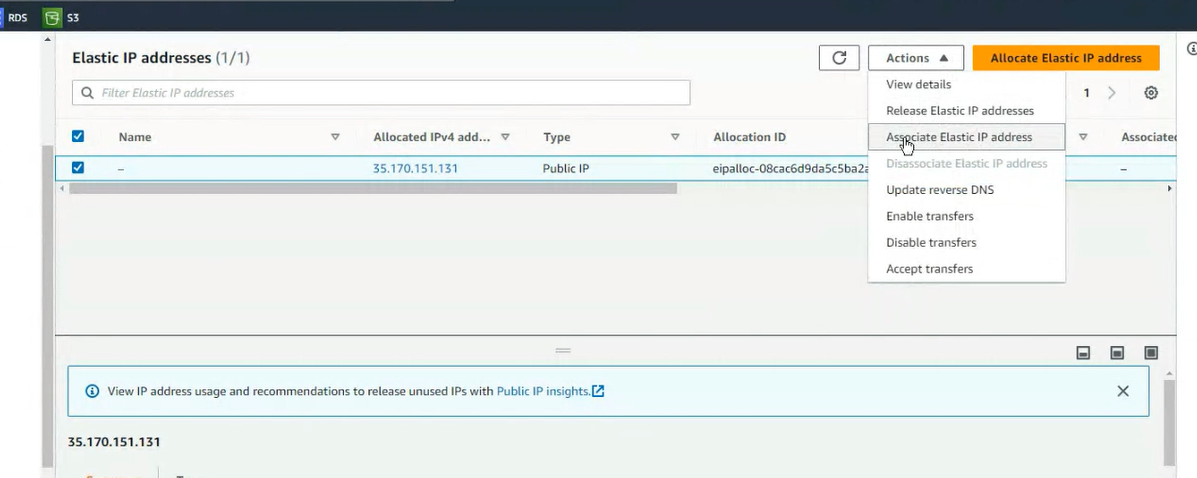 RDS S3
Elastic IP addresses (1/1)
Actions
Allocate Elastic IP address
Filter Elastic IP addresses
1
View details
Release Elastic IP addresses
Associate Elastic IP address
Disassociate Elastic IP address
Update reverse DNS
Enable transfers
Disable transfers
Accept transfers
Name Allocated IPv4 add... Type Allocation ID Associated
– 35.170.151.131 Public IP eipalloc-08cac6d9da5c5ba2a –
View IP address usage and recommendations to release unused IPs with Public IP insights.
35.170.151.131